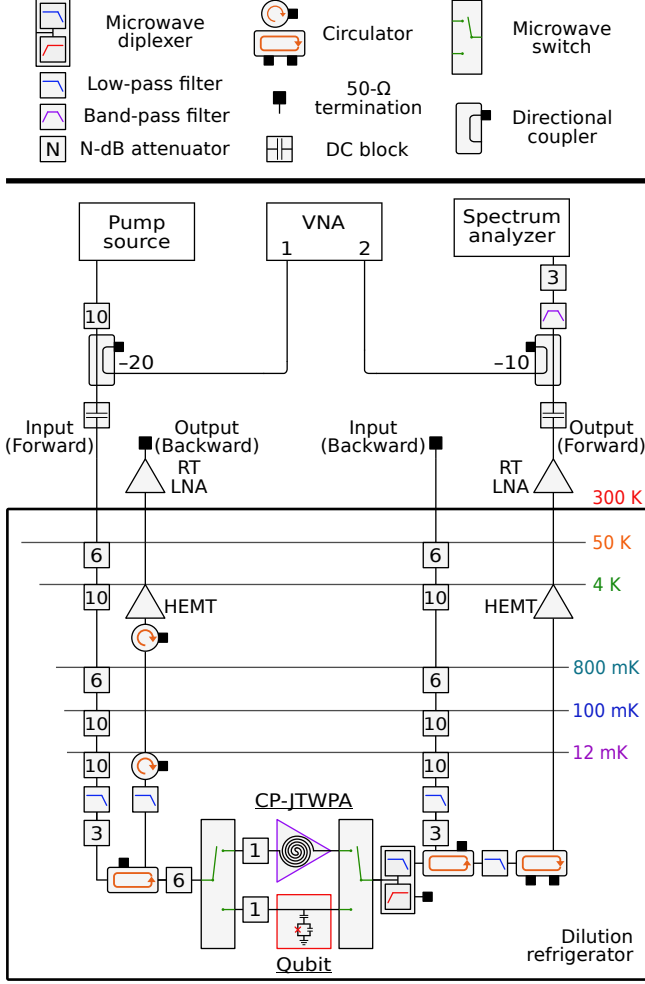 Microwave
diplexer
Circulator
Microwave
switch
Low-pass filter
50-Ω
termination
Band-pass filter
Directional
coupler
N
N-dB attenuator
DC block
Pump
source
VNA
1
2
Spectrum
analyzer
3
10
–20
–10
Input
(Forward)
Output
(Backward)
Input
(Backward)
Output
(Forward)
RT
LNA
RT
LNA
300 K
50 K
6
6
4 K
10
HEMT
10
HEMT
800 mK
6
6
100 mK
10
10
12 mK
10
10
CP-JTWPA
3
3
1
6
1
Qubit
Dilution
refrigerator